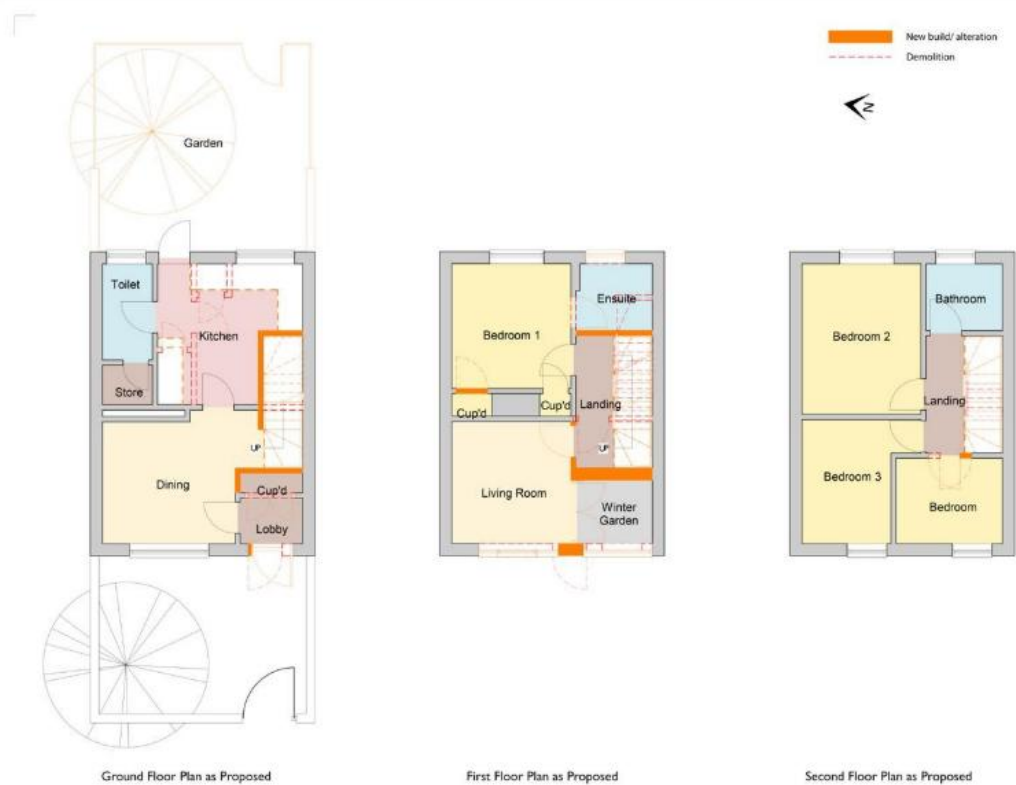 New build/ alteration
Demolition
N
Garden
Toilet
Kitchen
Store
UP
Dining
Cup'd
Lobby
Ground Floor Plan as Proposed
Ensuite
Bedroom 1
Cup'd
Cup'd
Landing
UP
Living Room
Winter
Garden
First Floor Plan as Proposed
Bathroom
Bedroom 2
Landing
Bedroom 3
Bedroom
Second Floor Plan as Proposed